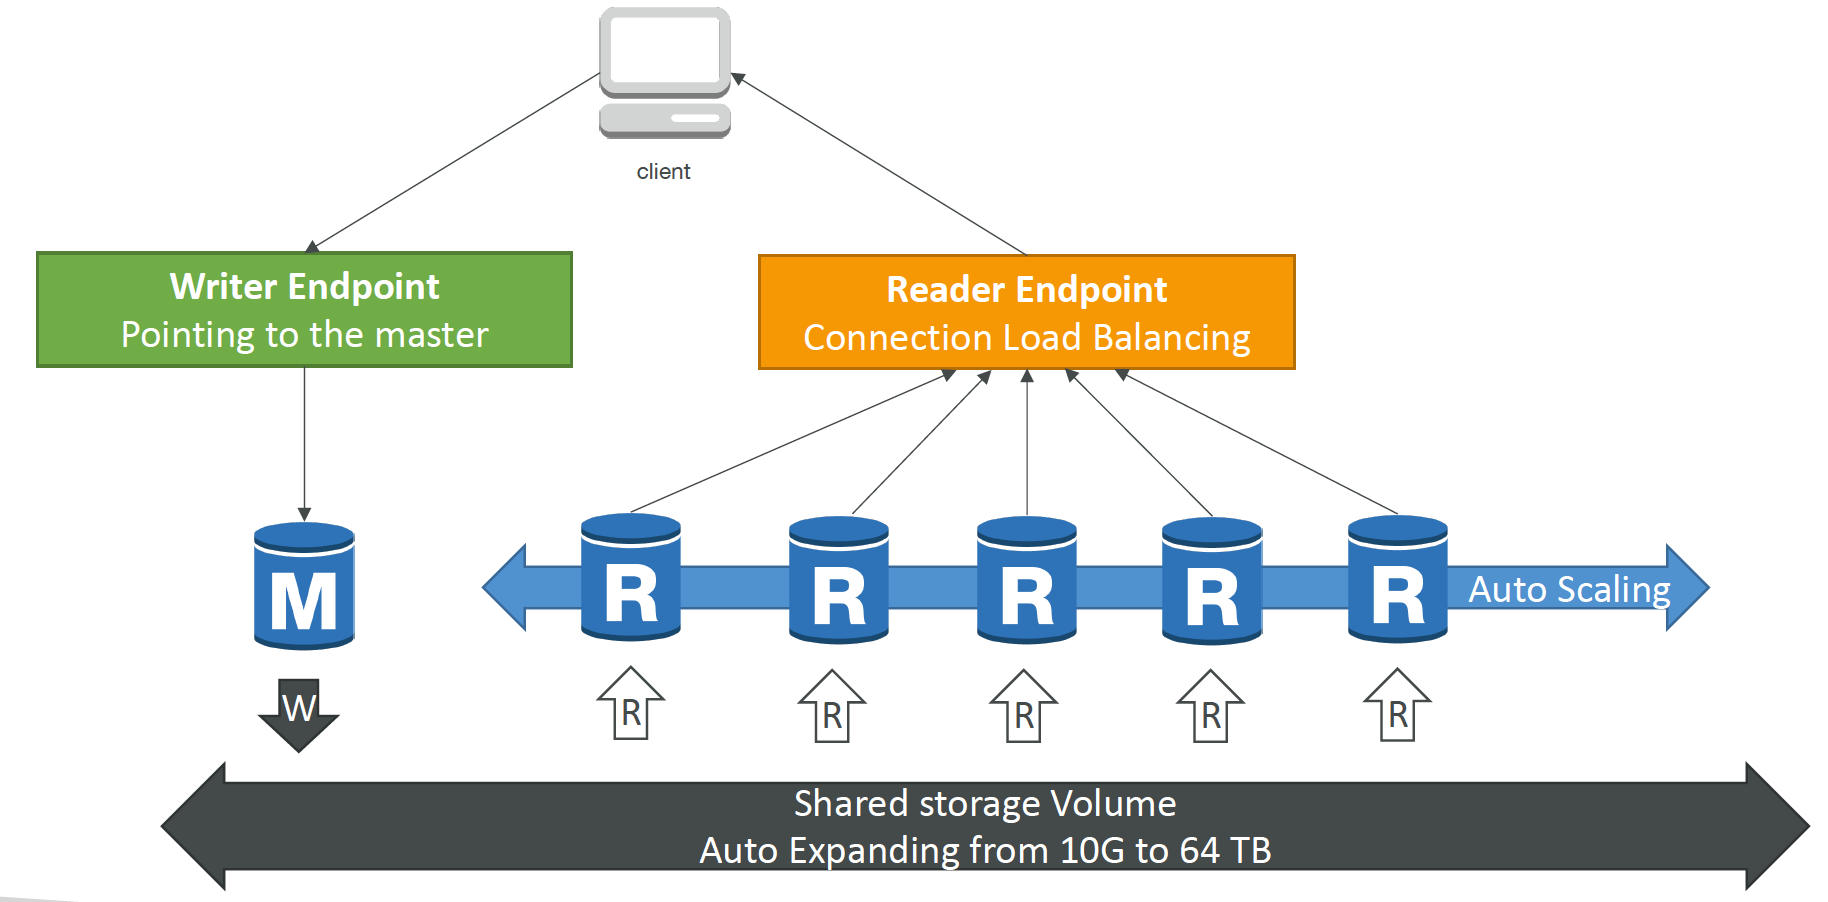 client
Writer Endpoint
Pointing to the master
Reader Endpoint
Connection Load Balancing
M
R
R
R
R
R
Auto Scaling
W
R
R
R
R
R
Shared storage Volume
Auto Expanding from 10G to 64 TB